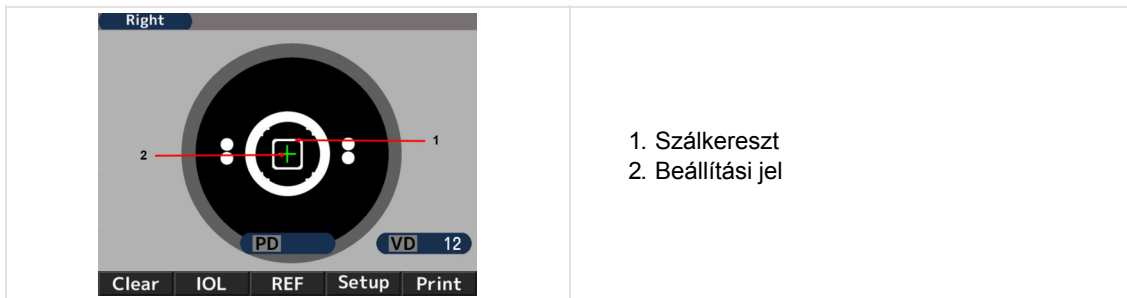 Right
1
2
PD
VD 12
Clear IOL REF Setup Print
1. Szálkereszt
2. Beállítási jel